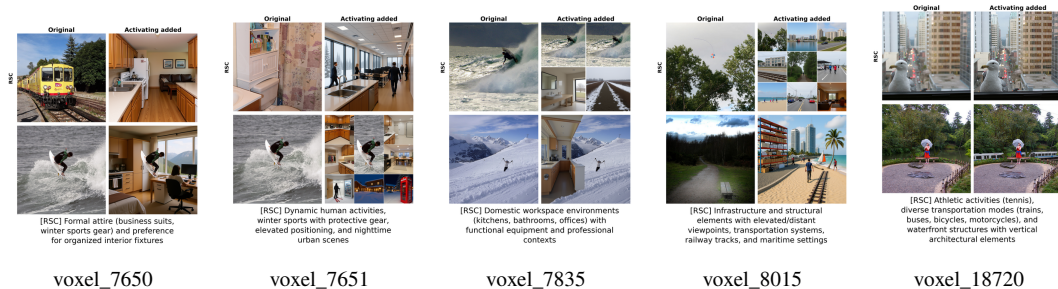 Original Activating added
RSC
[RSC] Formal attire (business suits,
winter sports gear) and preference
for organized interior fixtures
voxel_7650
Original Activating added
RSC
[RSC] Dynamic human activities,
winter sports with protective gear,
elevated positioning, and nighttime
urban scenes
voxel_7651
Original Activating added
RSC
[RSC] Domestic workspace environments
(kitchens, bathrooms, offices) with
functional equipment and professional
contexts
voxel_7835
Original Activating added
RSC
[RSC] Infrastructure and structural
elements with elevated/distant
viewpoints, transportation systems,
railway tracks, and maritime settings
voxel_8015
Original Activating added
RSC
[RSC] Athletic activities (tennis),
diverse transportation modes (trains,
buses, bicycles, motorcycles), and
waterfront structures with vertical
architectural elements
voxel_18720